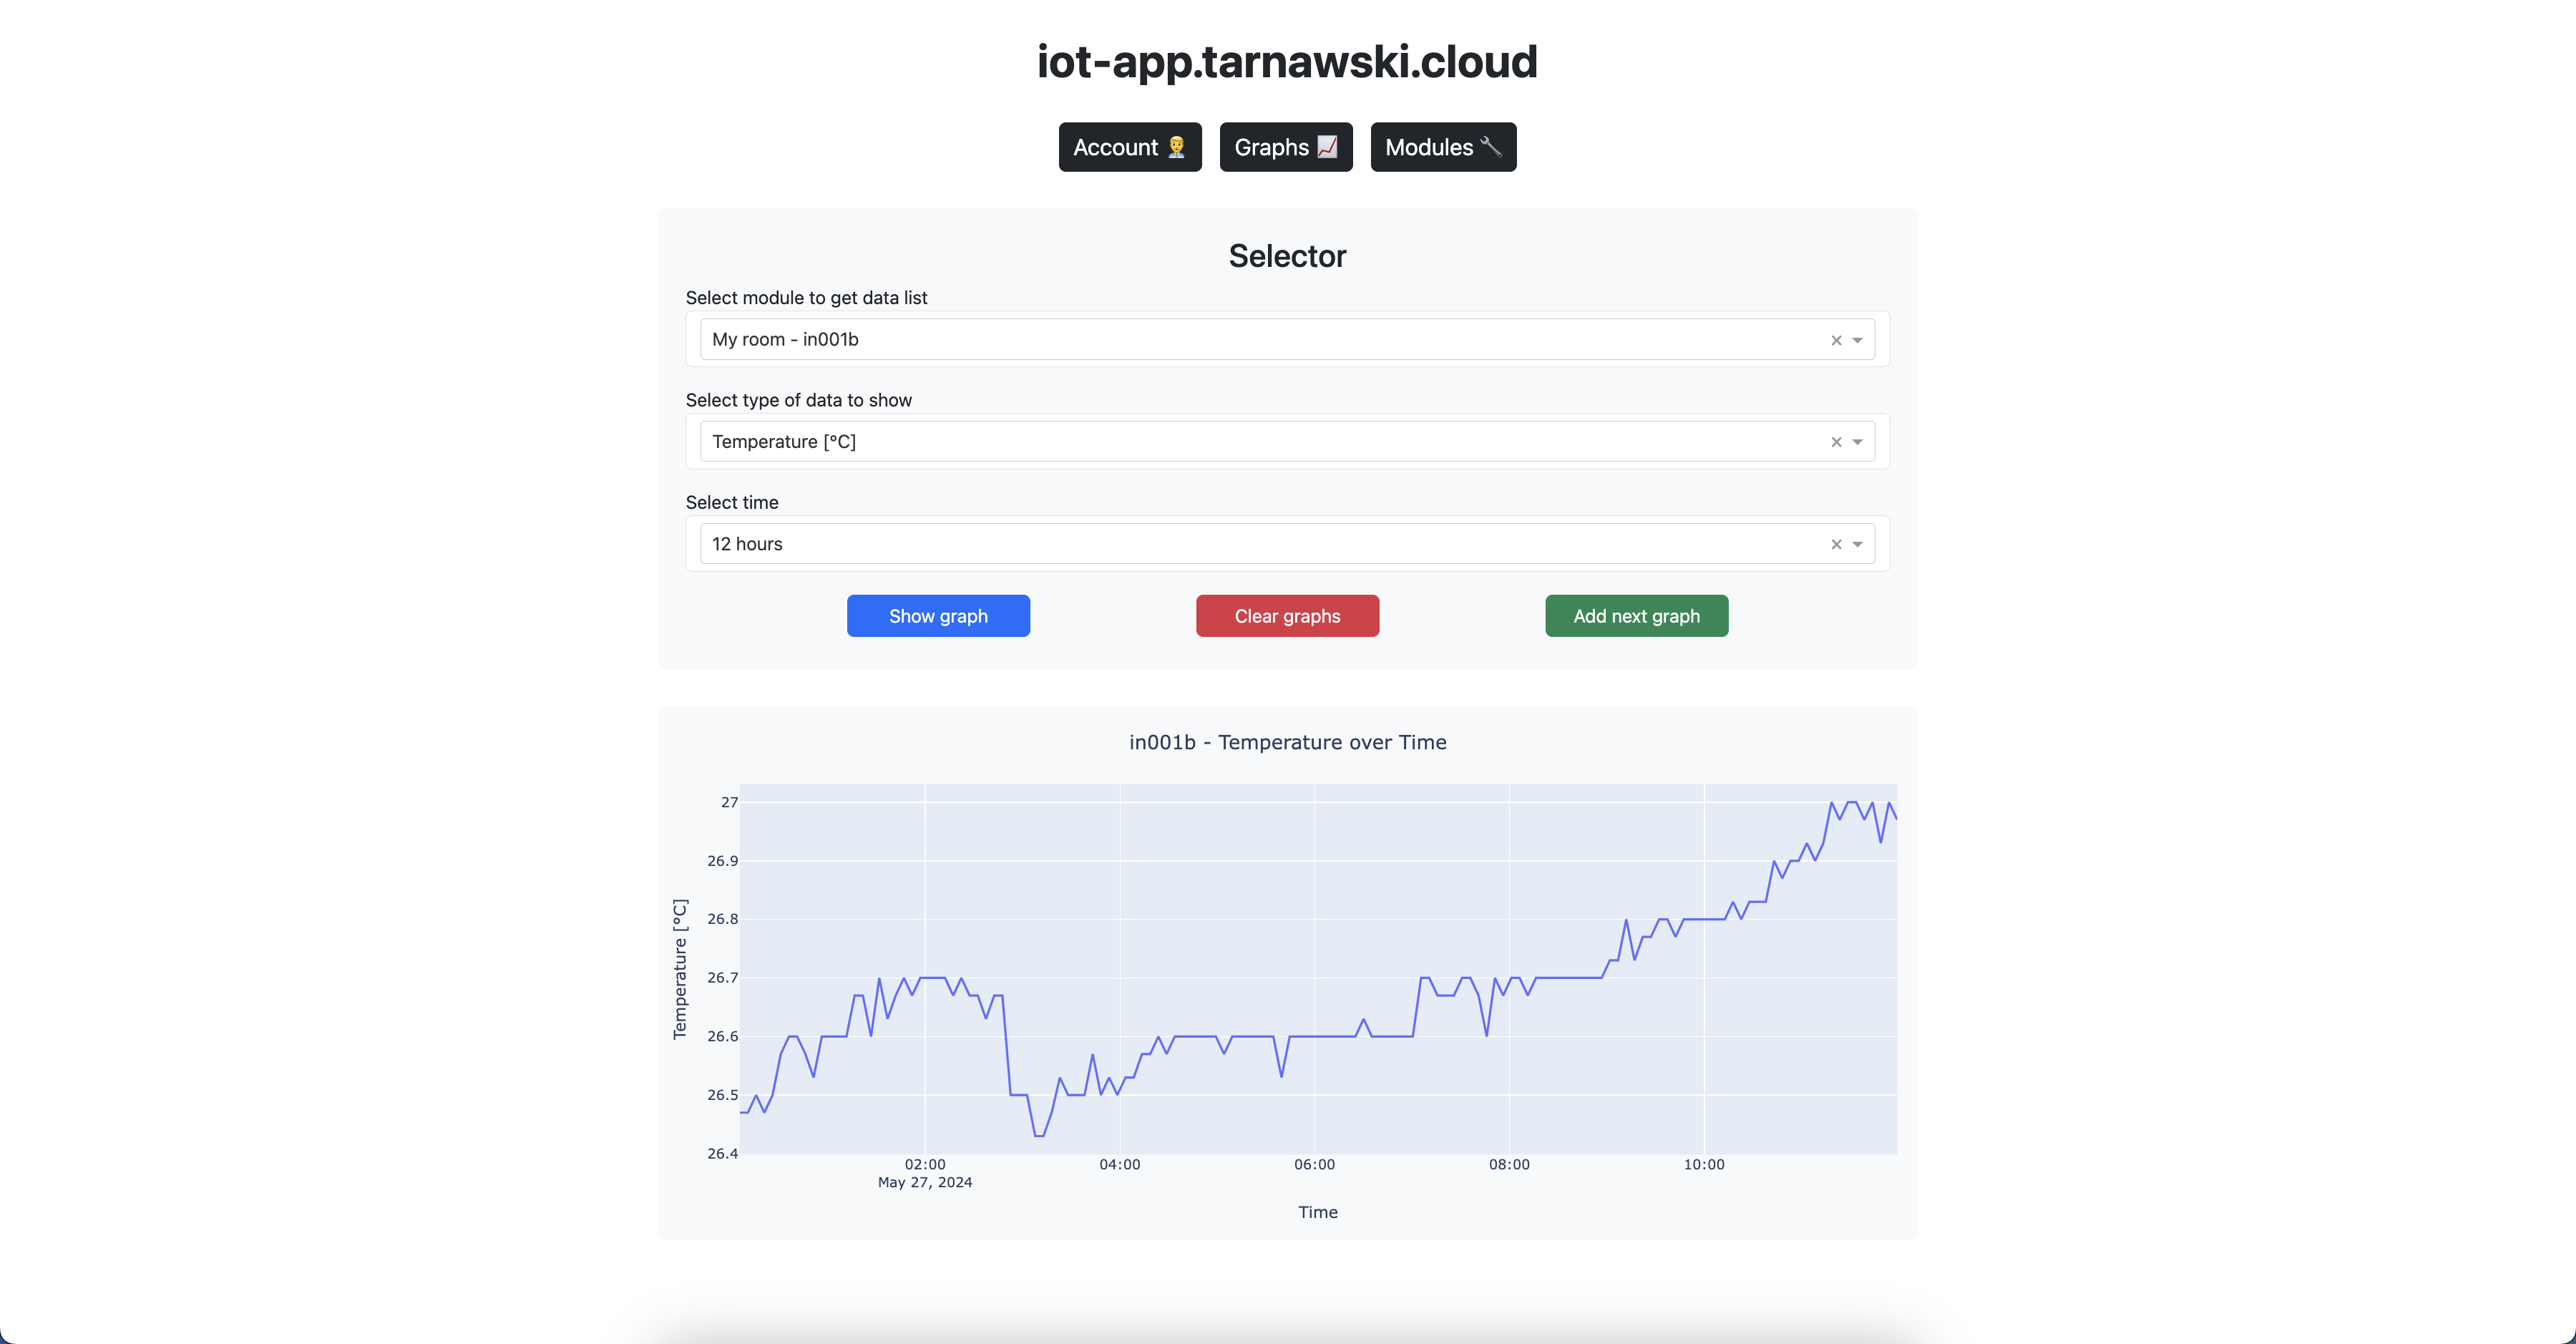 iot-app.tarnawski.cloud
Account Graphs Modules
Selector
Select module to get data list
My room - in001b
Select type of data to show
Temperature [°C]
Select time
12 hours
Show graph Clear graphs Add next graph
in001b - Temperature over Time
27
26.9
26.8
26.7
26.6
26.5
26.4
Temperature [°C]
02:00 04:00 06:00 08:00 10:00
May 27, 2024
Time